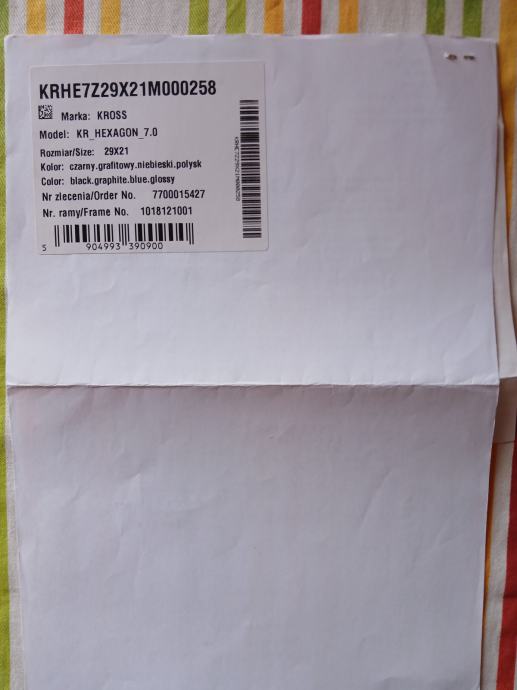 KRHE7Z29X21M000258
Marka: KROSS
Model: KR_HEXAGON_7.0
Rozmiar/Size: 29X21
Kolor: czarny.grafitowy.niebieski.polysk
Color: black.graphite.blue.glossy
Nr zlecenia/Order No. 7700015427
Nr. ramy/Frame No. 1018121001
5 904993 390900
KRHE7Z29X21M000258